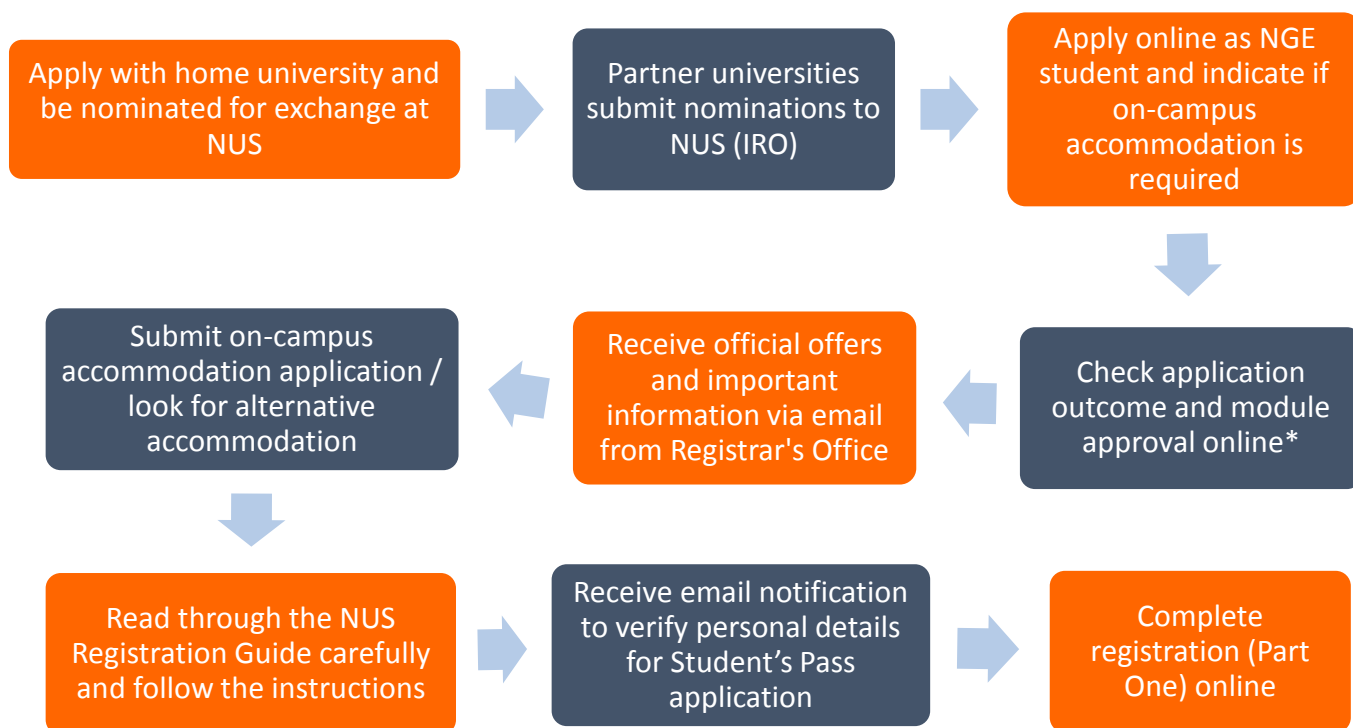 Apply with home university and
be nominated for exchange at
NUS
Partner universities
submit nominations to
NUS (IRO)
Apply online as NGE
student and indicate if
on-campus
accommodation is
required
Check application
outcome and module
approval online*
Receive official offers
and important
information via email
from Registrar's Office
Submit on-campus
accommodation application /
look for alternative
accommodation
Read through the NUS
Registration Guide carefully
and follow the instructions
Receive email notification
to verify personal details
for Student’s Pass
application
Complete
registration (Part
One) online